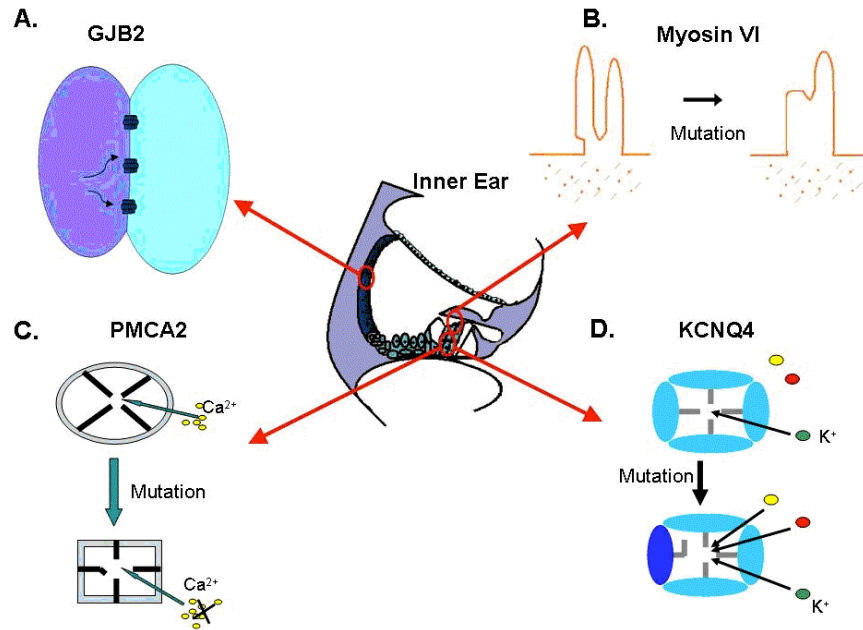 A.
GJB2
B.
Myosin VI
Mutation
Inner Ear
C.
PMCA2
Ca²⁺
Mutation
Ca²⁺
D.
KCNQ4
K⁺
Mutation
K⁺